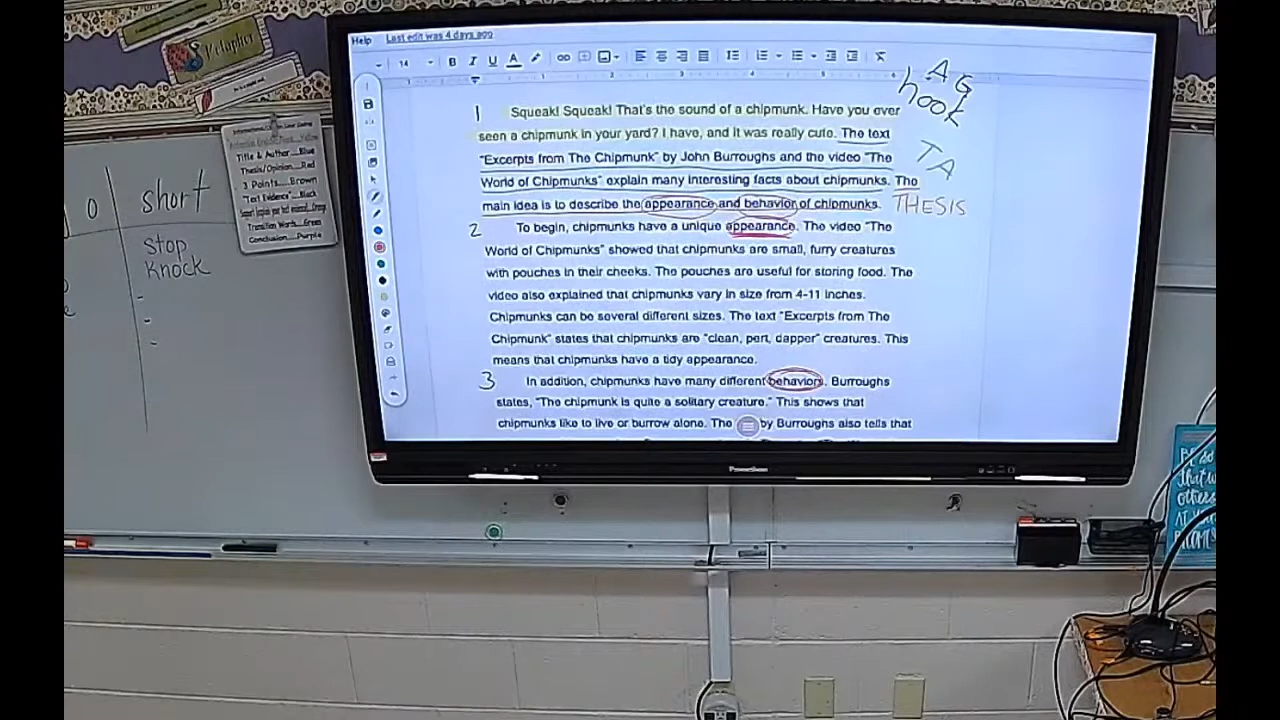 Metaphor
Title & Author....Blue
Thesis/Opinion...Red
3 Points.....Brown
"Text Evidence"...Black
Transition Words...Green
Conclusion.....Purple
O
short
stop
knock
-
-
-
Help Last edit was 4 days ago
14 B I U A
AG
hook
TA
THESIS
1 Squeak! Squeak! That's the sound of a chipmunk. Have you ever
seen a chipmunk in your yard? I have, and it was really cute. The text
"Excerpts from The Chipmunk" by John Burroughs and the video "The
World of Chipmunks" explain many interesting facts about chipmunks. The
main idea is to describe the appearance and behavior of chipmunks.
2 To begin, chipmunks have a unique appearance. The video "The
World of Chipmunks" showed that chipmunks are small, furry creatures
with pouches in their cheeks. The pouches are useful for storing food. The
video also explained that chipmunks vary in size from 4-11 inches.
Chipmunks can be several different sizes. The text "Excerpts from The
Chipmunk" states that chipmunks are "clean, pert, dapper" creatures. This
means that chipmunks have a tidy appearance.
3 In addition, chipmunks have many different behaviors. Burroughs
states, "The chipmunk is quite a solitary creature." This shows that
chipmunks like to live or burrow alone. The by Burroughs also tells that
Promethean